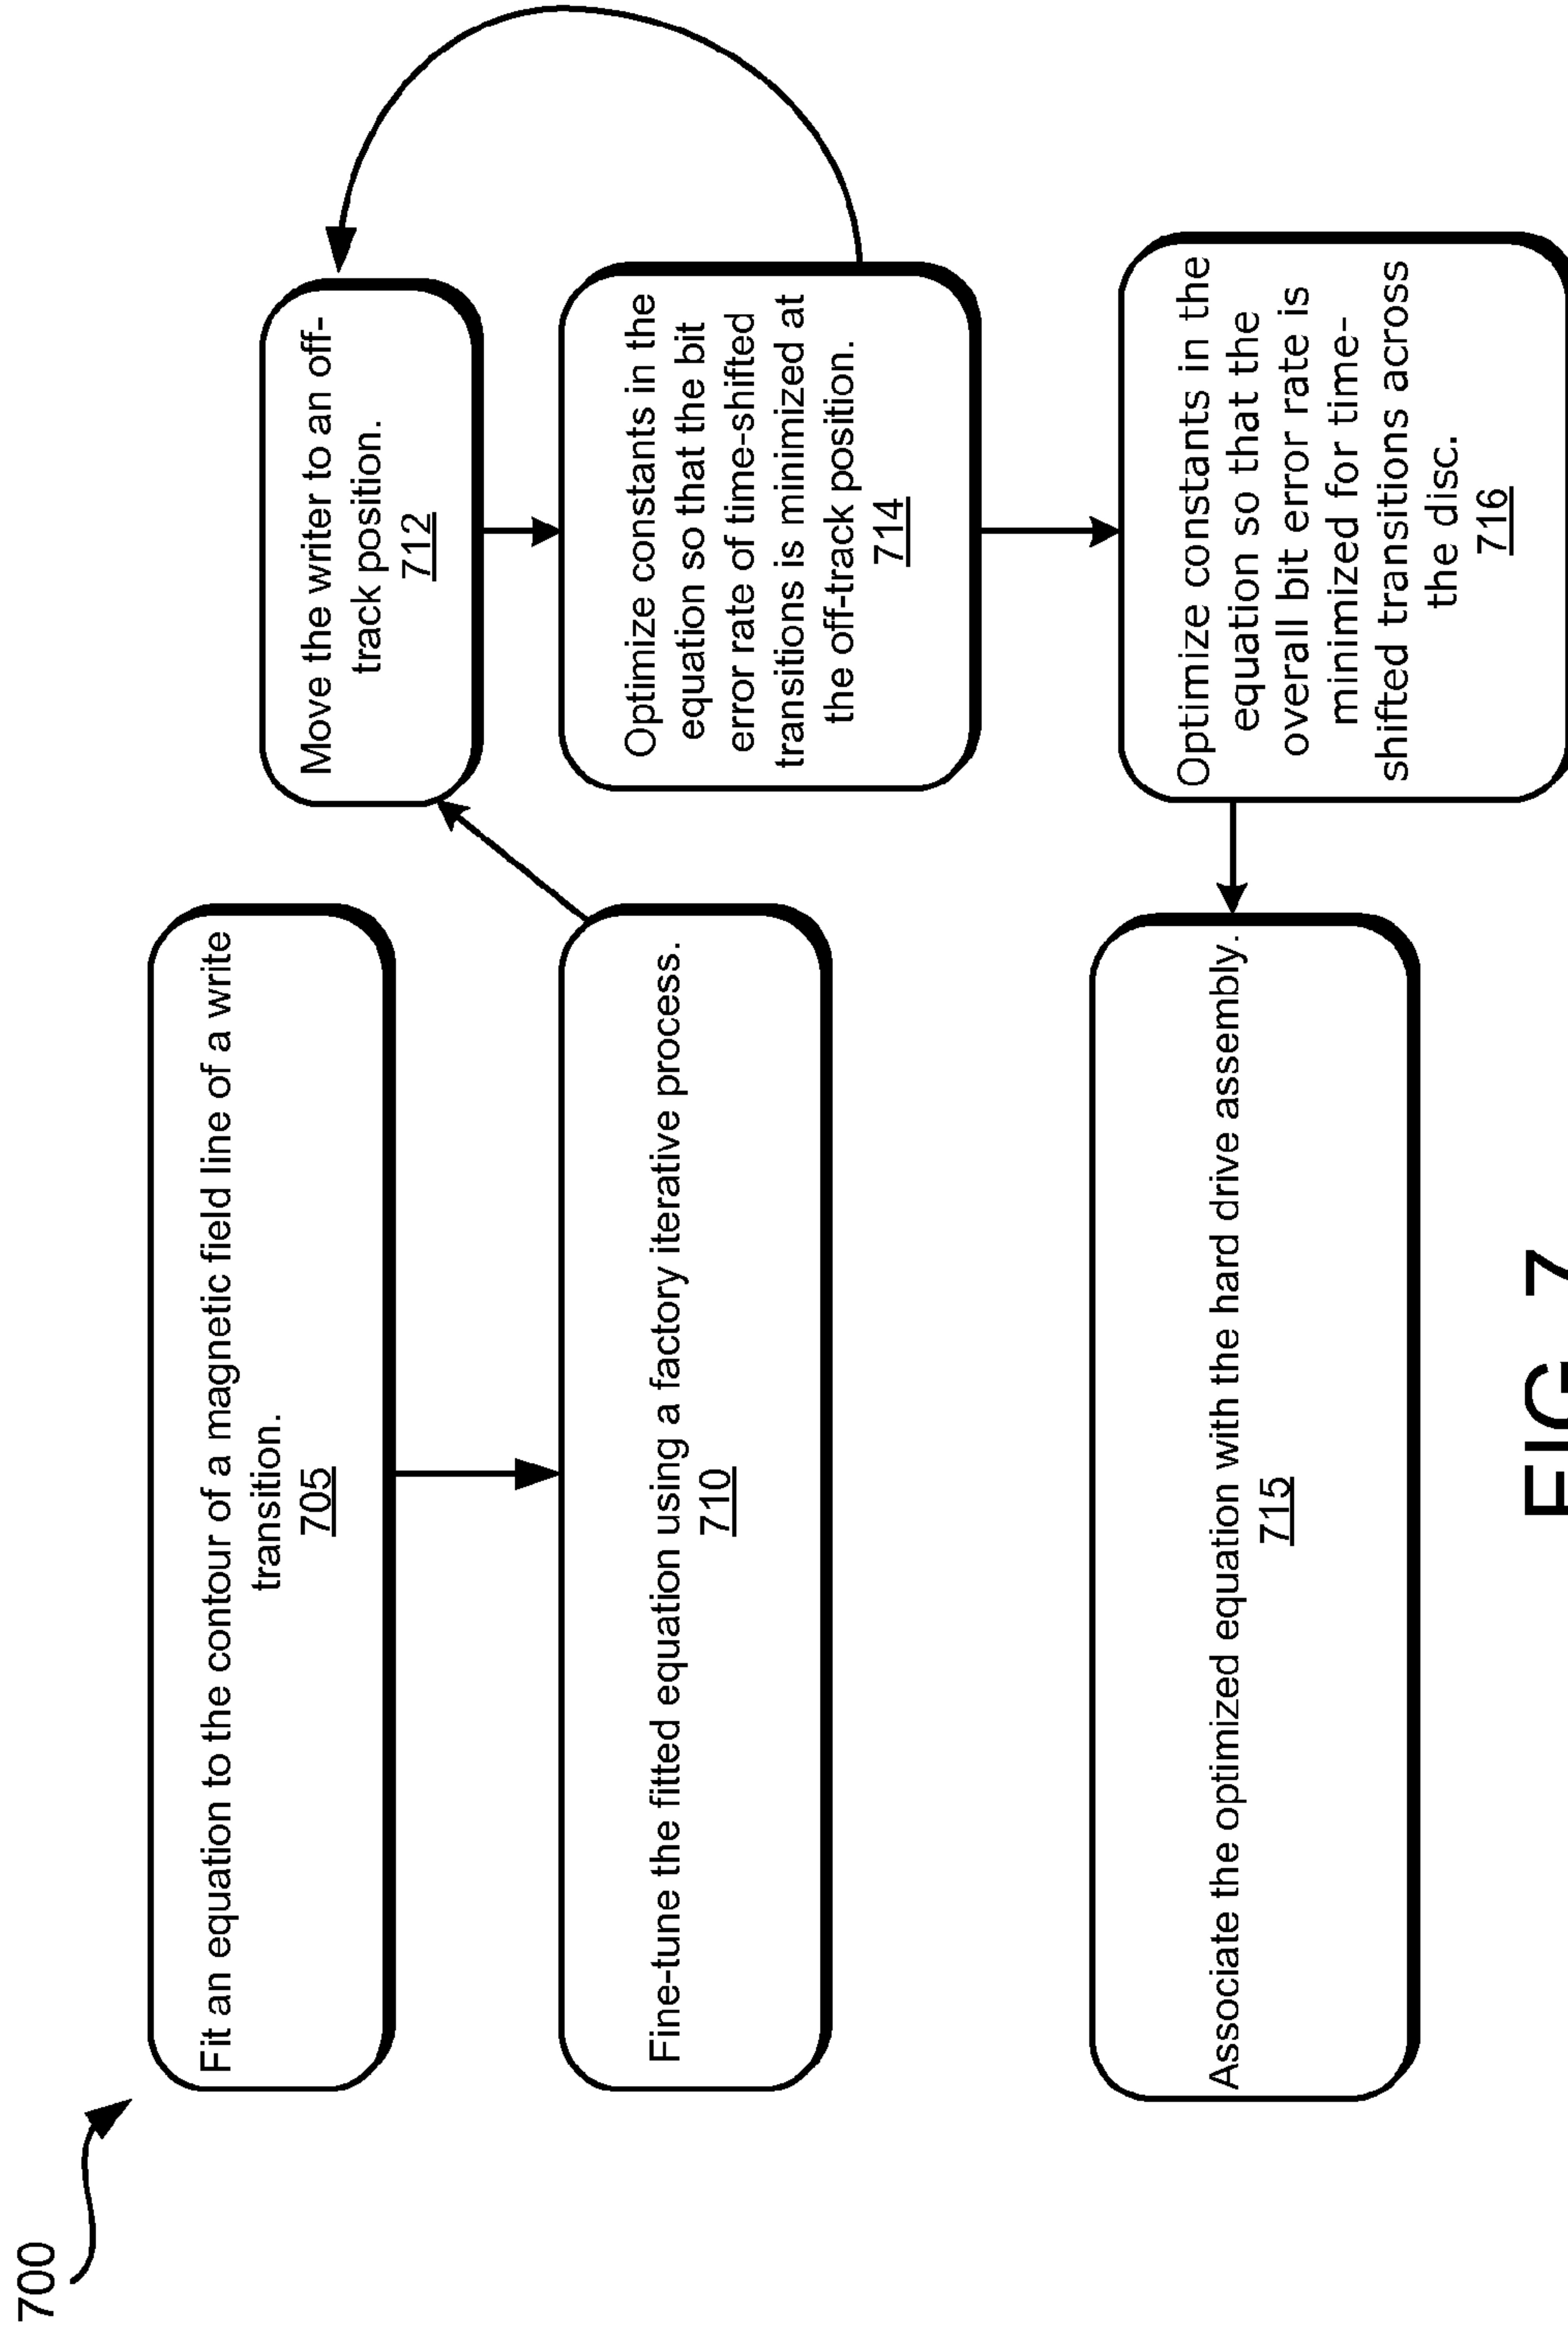 700
Fit an equation to the contour of a magnetic field line of a write
transition.
705
Fine-tune the fitted equation using a factory iterative process.
710
Move the writer to an off-
track position.
712
Optimize constants in the
equation so that the bit
error rate of time-shifted
transitions is minimized at
the off-track position.
714
Optimize constants in the
equation so that the
overall bit error rate is
minimized for time-
shifted transitions across
the disc.
716
Associate the optimized equation with the hard drive assembly.
715
FIG. 7